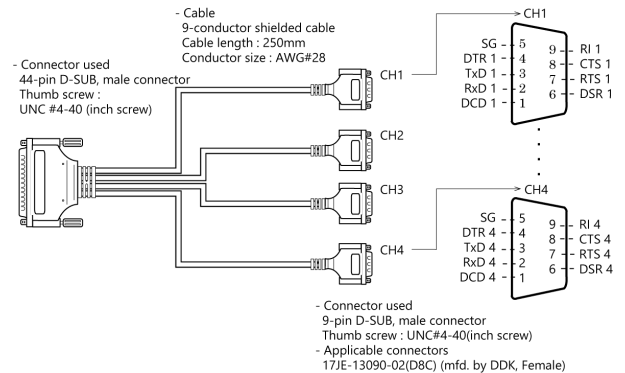 - Cable
9-conductor shielded cable
Cable length : 250mm
Conductor size : AWG#28
- Connector used
44-pin D-SUB, male connector
Thumb screw :
UNC #4-40 (inch screw)
CH1
CH2
CH3
CH4
CH1
SG - - 5
DTR 1 - - 4
TxD 1 - - 3
RxD 1 - - 2
DCD 1 - - 1
9 - - RI 1
8 - - CTS 1
7 - - RTS 1
6 - - DSR 1
CH4
SG - - 5
DTR 4 - - 4
TxD 4 - - 3
RxD 4 - - 2
DCD 4 - - 1
9 - - RI 4
8 - - CTS 4
7 - - RTS 4
6 - - DSR 4
- Connector used
9-pin D-SUB, male connector
Thumb screw : UNC#4-40(inch screw)
- Applicable connectors
17JE-13090-02(D8C) (mfd. by DDK, Female)